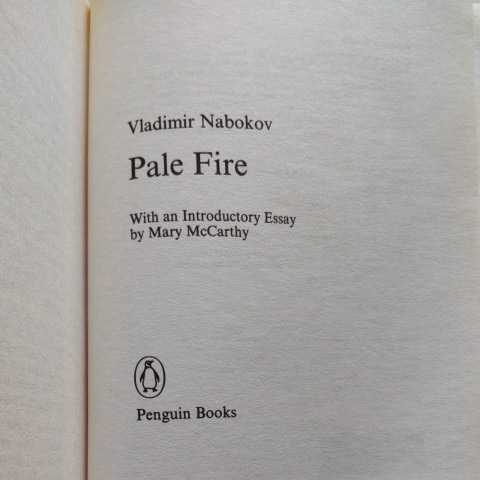 Vladimir Nabokov
Pale Fire
With an Introductory Essay
by Mary McCarthy
Penguin Books